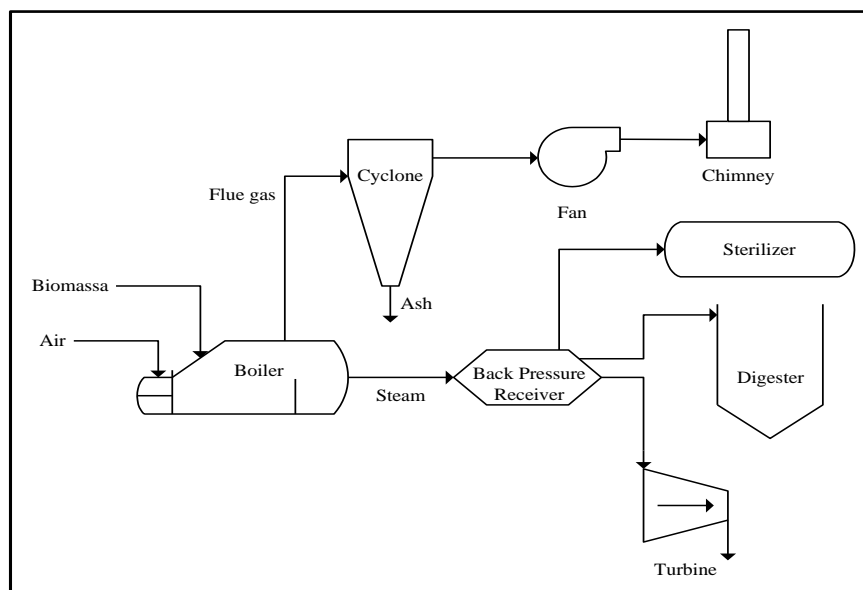 Cyclone
Chimney
Flue gas
Fan
Sterilizer
Biomassa
Ash
Air
Boiler
Steam
Back Pressure
Receiver
Digester
Turbine